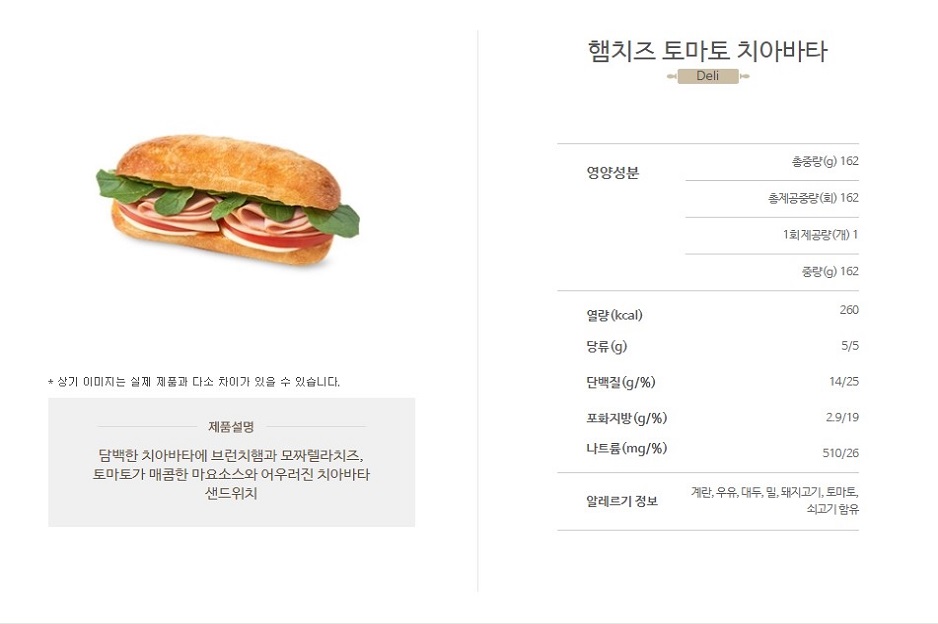 햄치즈 토마토 치아바타
Deli
영양성분
총중량(g) 162
총제공중량(회) 162
1회 제공량(개) 1
중량(g) 162
열량(kcal) 260
당류(g) 5/5
단백질(g/%) 14/25
포화지방(g/%) 2.9/19
나트륨(mg/%) 510/26
알레르기 정보
계란, 우유, 대두, 밀, 돼지고기, 토마토,
쇠고기 함유
* 상기 이미지는 실제 제품과 다소 차이가 있을 수 있습니다.
제품설명
담백한 치아바타에 브런치햄과 모짜렐라치즈,
토마토가 매콤한 마요소스와 어우러진 치아바타
샌드위치